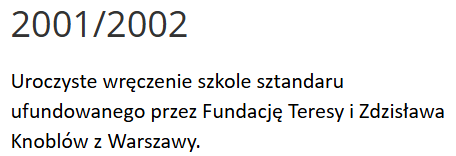 2001/2002
Uroczyste wręczenie szkole sztandaru
ufundowanego przez Fundację Teresy i Zdzisława
Knoblów z Warszawy.